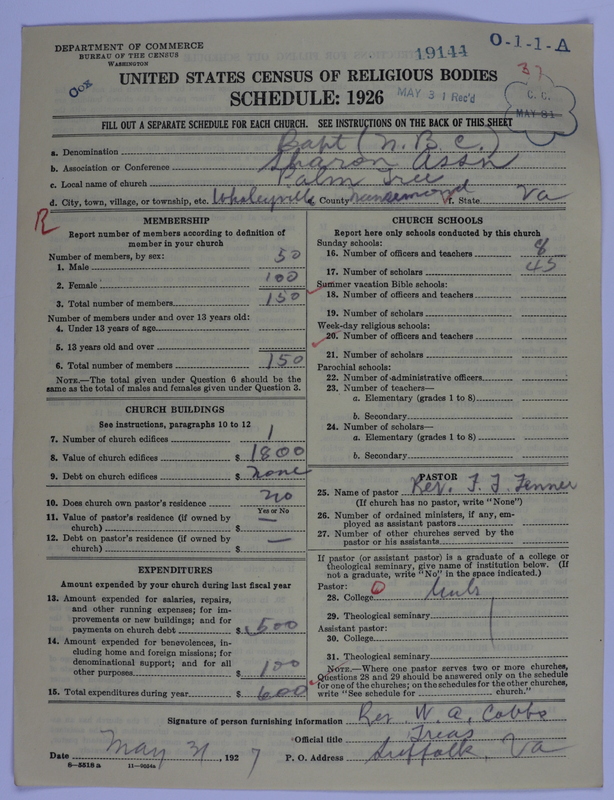 DEPARTMENT OF COMMERCE
BUREAU OF THE CENSUS
WASHINGTON
19144
O-1-1-A
Cox
37
UNITED STATES CENSUS OF RELIGIOUS BODIES
SCHEDULE: 1926
MAY 31 Rec'd
C. C.
MAY 31
FILL OUT A SEPARATE SCHEDULE FOR EACH CHURCH. SEE INSTRUCTIONS ON THE BACK OF THIS SHEET
a. Denomination Bapt (N.B.C.)
b. Association or Conference Sharon Assn
c. Local name of church Palm Tree
d. City, town, village, or township, etc. Whaleyville e. County Nansemond f. State Va
R
MEMBERSHIP
Report number of members according to definition of member in your church
Number of members, by sex:
1. Male 50
2. Female 100
3. Total number of members 150
Number of members under and over 13 years old:
4. Under 13 years of age
5. 13 years old and over
6. Total number of members 150
NOTE.—The total given under Question 6 should be the
same as the total of males and females given under Question 3.
CHURCH BUILDINGS
See instructions, paragraphs 10 to 12
7. Number of church edifices 1
8. Value of church edifices $ 1800
9. Debt on church edifices $ none
10. Does church own pastor's residence? no
Yes or No
11. Value of pastor's residence (if owned by
church) $ —
12. Debt on pastor's residence (if owned by
church) $ —
EXPENDITURES
Amount expended by your church during last fiscal year
13. Amount expended for salaries, repairs,
and other running expenses; for im-
provements or new buildings; and for
payments on church debt $ 500
14. Amount expended for benevolences, in-
cluding home and foreign missions; for
denominational support; and for all
other purposes $ 100
15. Total expenditures during year $ 600
CHURCH SCHOOLS
Report here only schools conducted by this church
Sunday schools:
16. Number of officers and teachers 8
17. Number of scholars 45
Summer vacation Bible schools:
18. Number of officers and teachers
19. Number of scholars
Week-day religious schools:
20. Number of officers and teachers
21. Number of scholars
Parochial schools:
22. Number of administrative officers
23. Number of teachers—
a. Elementary (grades 1 to 8)
b. Secondary
24. Number of scholars—
a. Elementary (grades 1 to 8)
b. Secondary
PASTOR
25. Name of pastor Rev. F. F. Fenner
(If church has no pastor, write "None")
26. Number of ordained ministers, if any, em-
ployed as assistant pastors
27. Number of other churches served by the
pastor or his assistants
If pastor (or assistant pastor) is a graduate of a college or
theological seminary, give name of institution below. (If
not a graduate, write "No" in the space indicated.)
Pastor:
28. College
29. Theological seminary
Assistant pastor:
30. College
31. Theological seminary
NOTE.—Where one pastor serves two or more churches,
Questions 28 and 29 should be answered only on the schedule
for one of the churches; on the schedules for the other churches,
write "See schedule for church."
Signature of person furnishing information Rev W. A. Cobbs
Official title Treas
Date May 31, 1927 P. O. Address Suffolk, Va
8—5518 a 11—9024a